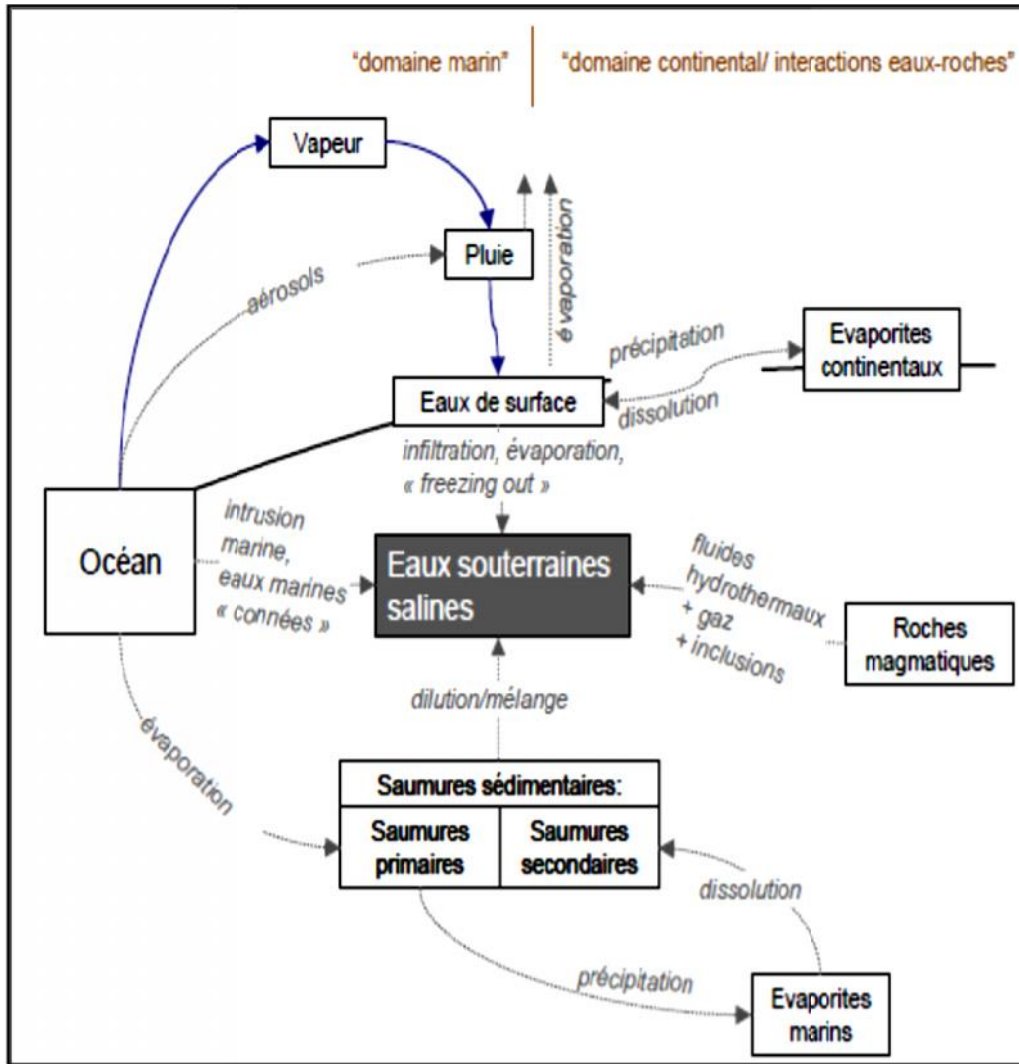 “domaine marin”
“domaine continental/ interactions eaux-roches”
Vapeur
Pluie
évaporation
aérosols
précipitation
Evaporites
continentaux
Eaux de surface
dissolution
infiltration, évaporation,
« freezing out »
Océan
intrusion
marine,
eaux marines
« connées »
Eaux souterraines
salines
fluides
hydrothermaux
+ gaz
+ inclusions
Roches
magmatiques
dilution/mélange
évaporation
Saumures sédimentaires:
Saumures
primaires
Saumures
secondaires
dissolution
précipitation
Evaporites
marins